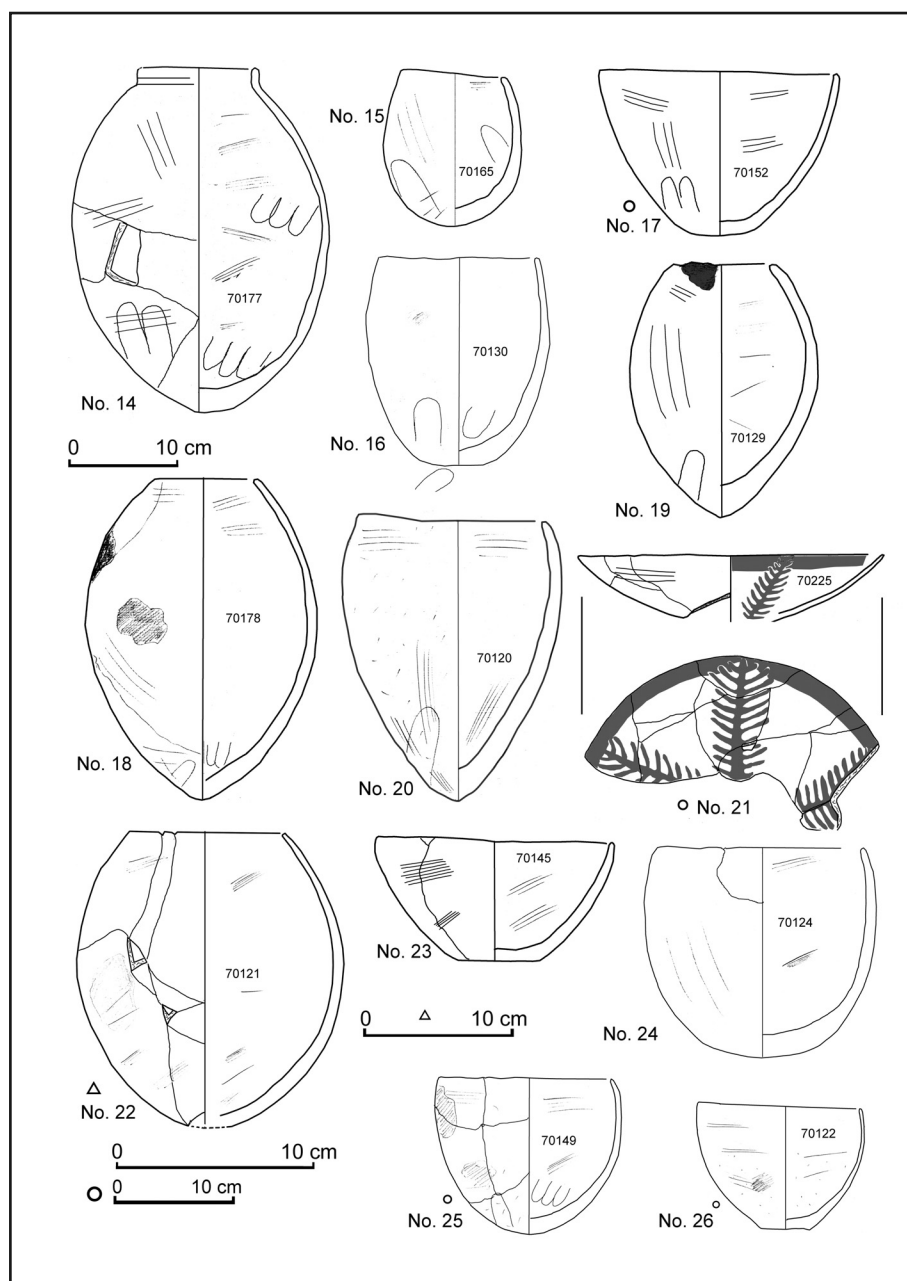 No. 15
70165
70152
No. 17
70177
70130
No. 14
No. 16
70129
No. 19
0 10 cm
70178
70120
70225
No. 18
No. 20
No. 21
70121
70145
70124
No. 23
No. 24
0 10 cm
No. 22
70149
70122
0 10 cm
0 10 cm
No. 25
No. 26